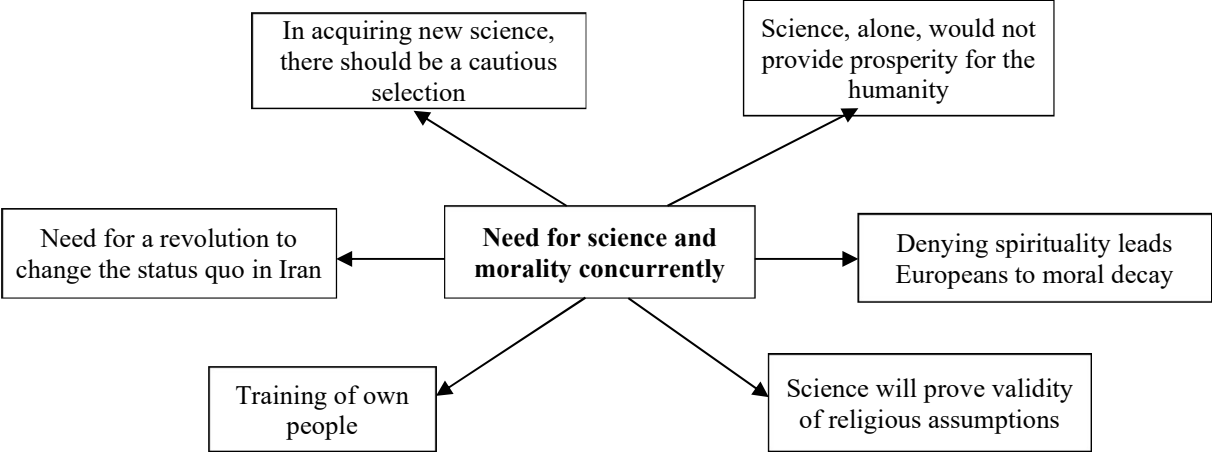 In acquiring new science,
there should be a cautious
selection
Science, alone, would not
provide prosperity for the
humanity
Need for a revolution to
change the status quo in Iran
Need for science and
morality concurrently
Denying spirituality leads
Europeans to moral decay
Training of own
people
Science will prove validity
of religious assumptions